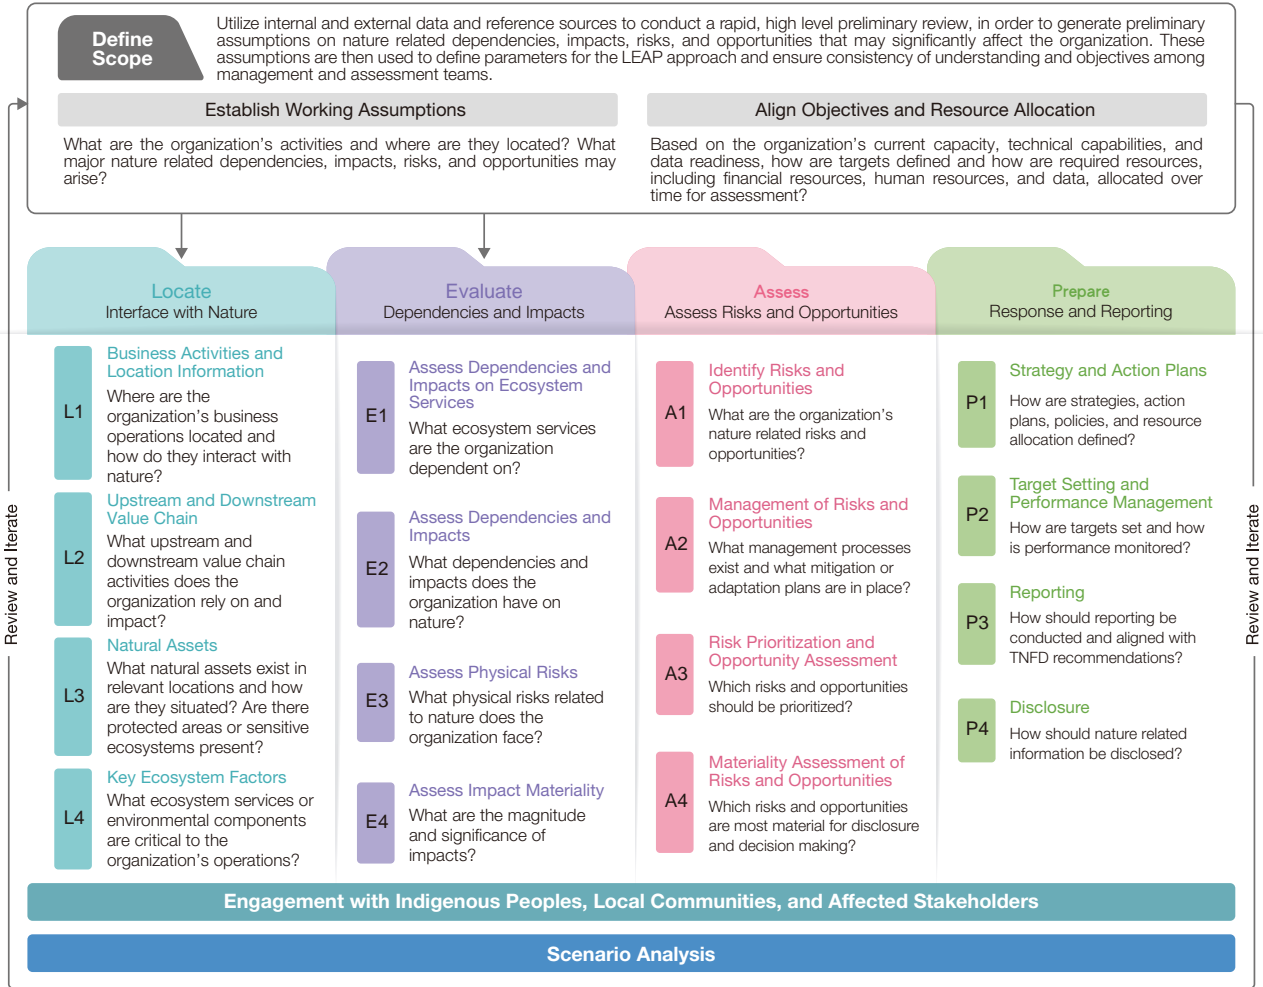 Define
Scope
Utilize internal and external data and reference sources to conduct a rapid, high level preliminary review, in order to generate preliminary
assumptions on nature related dependencies, impacts, risks, and opportunities that may significantly affect the organization. These
assumptions are then used to define parameters for the LEAP approach and ensure consistency of understanding and objectives among
management and assessment teams.
Establish Working Assumptions
What are the organization's activities and where are they located? What
major nature related dependencies, impacts, risks, and opportunities may
arise?
Align Objectives and Resource Allocation
Based on the organization's current capacity, technical capabilities, and
data readiness, how are targets defined and how are required resources,
including financial resources, human resources, and data, allocated over
time for assessment?
Review and Iterate
Locate
Interface with Nature
L1
Business Activities and
Location Information
Where are the
organization's business
operations located and
how do they interact with
nature?
L2
Upstream and Downstream
Value Chain
What upstream and
downstream value chain
activities does the
organization rely on and
impact?
L3
Natural Assets
What natural assets exist in
relevant locations and how
are they situated? Are there
protected areas or sensitive
ecosystems present?
L4
Key Ecosystem Factors
What ecosystem services or
environmental components
are critical to the
organization's operations?
Evaluate
Dependencies and Impacts
E1
Assess Dependencies and
Impacts on Ecosystem
Services
What ecosystem services
are the organization
dependent on?
E2
Assess Dependencies and
Impacts
What dependencies and
impacts does the
organization have on
nature?
E3
Assess Physical Risks
What physical risks related
to nature does the
organization face?
E4
Assess Impact Materiality
What are the magnitude
and significance of
impacts?
Assess
Assess Risks and Opportunities
A1
Identify Risks and
Opportunities
What are the organization's
nature related risks and
opportunities?
A2
Management of Risks and
Opportunities
What management processes
exist and what mitigation or
adaptation plans are in place?
A3
Risk Prioritization and
Opportunity Assessment
Which risks and opportunities
should be prioritized?
A4
Materiality Assessment of
Risks and Opportunities
Which risks and opportunities
are most material for disclosure
and decision making?
Prepare
Response and Reporting
P1
Strategy and Action Plans
How are strategies, action
plans, policies, and resource
allocation defined?
P2
Target Setting and
Performance Management
How are targets set and how
is performance monitored?
P3
Reporting
How should reporting be
conducted and aligned with
TNFD recommendations?
P4
Disclosure
How should nature related
information be disclosed?
Review and Iterate
Engagement with Indigenous Peoples, Local Communities, and Affected Stakeholders
Scenario Analysis